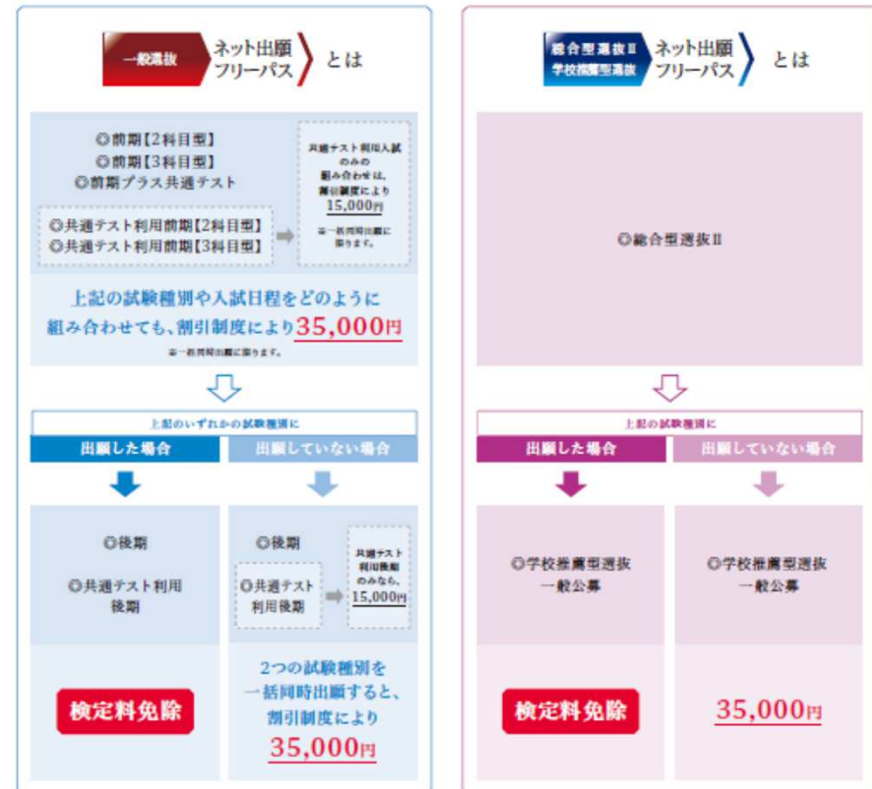 一般選抜
ネット出願
フリーパス
とは
◎前期【2科目型】
◎前期【3科目型】
◎前期プラス共通テスト
◎共通テスト利用前期【2科目型】
◎共通テスト利用前期【3科目型】
共通テスト利用入試
のみの
組み合わせは、
割引制度により
15,000円
※一括同時出願に
限ります。
上記の試験種別や入試日程をどのように
組み合わせても、割引制度により35,000円
※一括同時出願に限ります。
上記のいずれかの試験種別に
出願した場合
出願していない場合
◎後期
◎共通テスト利用
後期
◎後期
◎共通テスト
利用後期
共通テスト
利用後期
のみなら、
15,000円
検定料免除
2つの試験種別を
一括同時出願すると、
割引制度により
35,000円
総合型選抜Ⅱ
学校推薦型選抜
ネット出願
フリーパス
とは
◎総合型選抜Ⅱ
上記の試験種別に
出願した場合
出願していない場合
◎学校推薦型選抜
一般公募
◎学校推薦型選抜
一般公募
検定料免除
35,000円